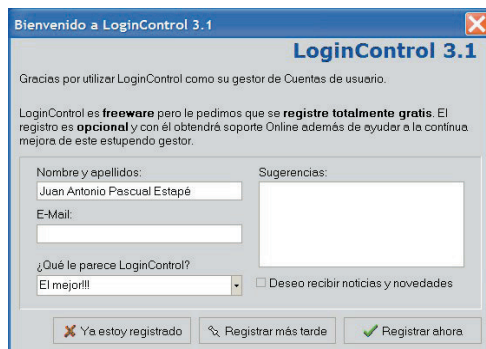 Bienvenido a LoginControl 3.1
LoginControl 3.1
Gracias por utilizar LoginControl como su gestor de Cuentas de usuario.
LoginControl es freeware pero le pedimos que se registre totalmente gratis. El
registro es opcional y con él obtendrá soporte Online además de ayudar a la contínua
mejora de este estupendo gestor.
Nombre y apellidos:
Juan Antonio Pascual Estapé
E-Mail:
¿Qué le parece LoginControl?
El mejor!!!
Sugerencias:
Deseo recibir noticias y novedades
Ya estoy registrado
Registrar más tarde
Registrar ahora